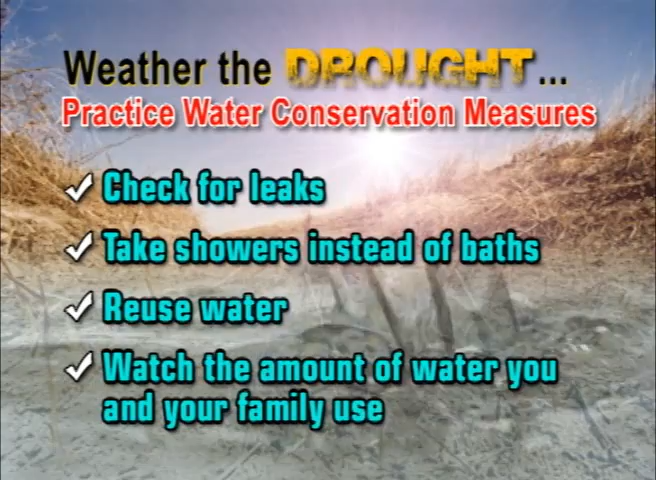 Weather the DROUGHT...
Practice Water Conservation Measures
Check for leaks
Take showers instead of baths
Reuse water
Watch the amount of water you
and your family use